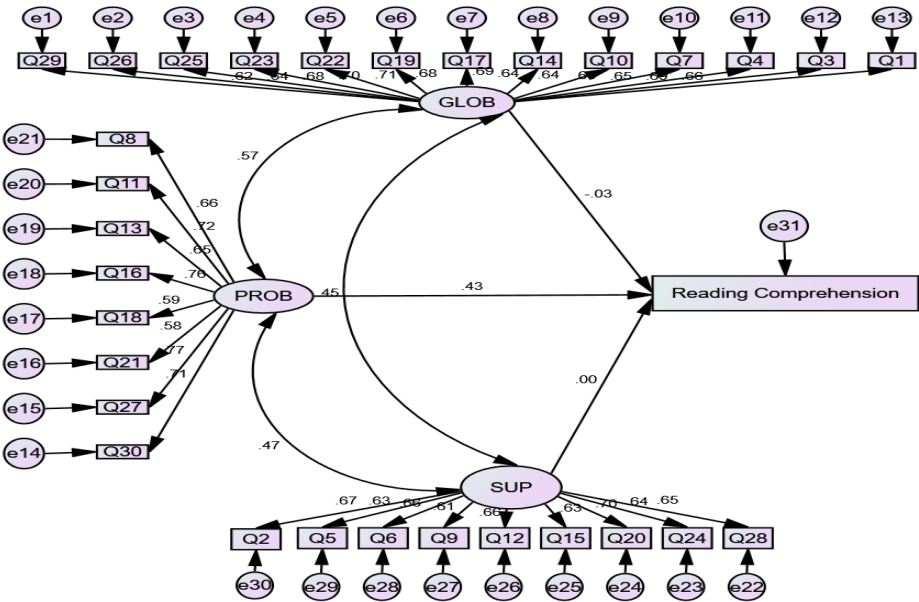 e1 e2 e3 e4 e5 e6 e7 e8 e9 e10 e11 e12 e13
Q29 Q26 Q25 Q23 Q22 Q19 Q17 Q14 Q10 Q7 Q4 Q3 Q1
.62 .64 .68 .70 .71 .68 .69 .64 .64 .65 .66
GLOB
e21 Q8
.57
e20 Q11
.66
-.03
.72
e19 Q13
e31
.65
e18 Q16
.76
PROB
.45
.43
Reading Comprehension
.59
e17 Q18
.58
e16 Q21
.77
.71
.00
e15 Q27
e14 Q30
.47
SUP
.67 .63 .66 .61 .66 .63 .70 .64 .65
Q2 Q5 Q6 Q9 Q12 Q15 Q20 Q24 Q28
e30 e29 e28 e27 e26 e25 e24 e23 e22